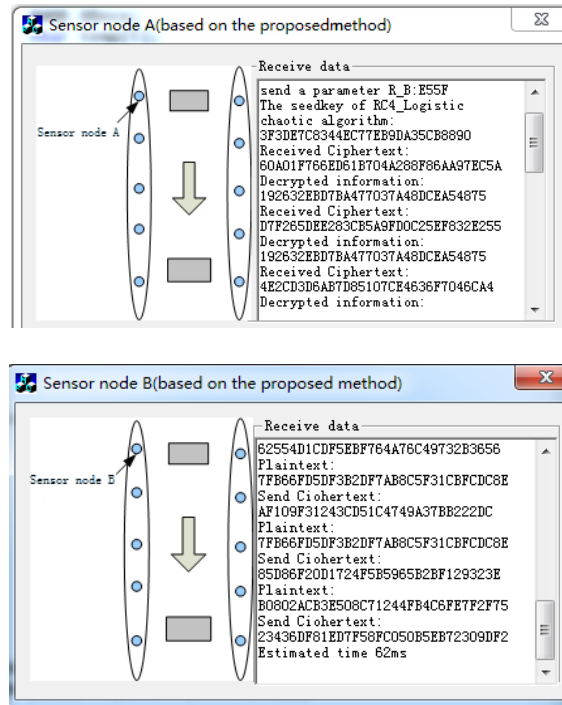 Sensor node A(based on the proposedmethod)
Receive data
Sensor node A
send a parameter R_B:E55F
The seedkey of RC4_Logistic
chaotic algorithm:
3F3DE7C8344EC77EB9DA35CB8890
Received Ciphertext:
60A01F766ED61B704A288F86AA97EC5A
Decrypted information:
192632EBD7BA477037A48DCEA54875
Received Ciphertext:
D7F265DEE283CB5A9FD0C25EF832E255
Decrypted information:
192632EBD7BA477037A48DCEA54875
Received Ciphertext:
4E2CD3D6AB7D85107CE4636F7046CA4
Decrypted information:
Sensor node B(based on the proposed method)
Receive data
Sensor node B
62554D1CDF5EBF764A76C49732B3656
Plaintext:
7FB66FD5DF3B2DF7AB8C5F31CBFCDC8E
Send Ciohertext:
AF109F31243CD51C4749A37BB222DC
Plaintext:
7FB66FD5DF3B2DF7AB8C5F31CBFCDC8E
Send Ciohertext:
85D86F20D1724F5B5965B2BF129323E
Plaintext:
B0802ACB3E508C71244FB4C6FE7F2F75
Send Ciohertext:
23436DF81ED7F58FC050B5EB72309DF2
Estimated time 62ms